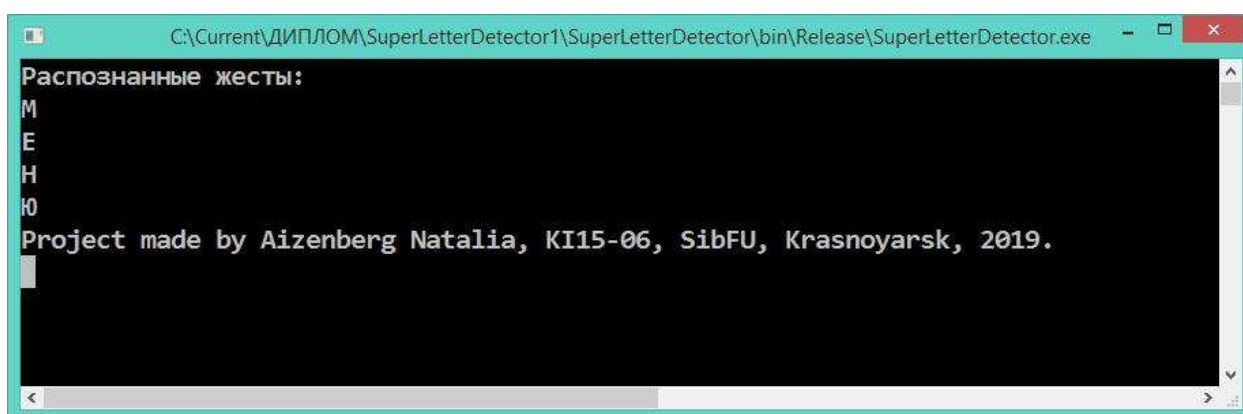 C:\Current\ДИПЛОМ\SuperLetterDetector1\SuperLetterDetector\bin\Release\SuperLetterDetector.exe
Распознанные жесты:
М
Е
Н
Ю
Project made by Aizenberg Natalia, KI15-06, SibFU, Krasnoyarsk, 2019.